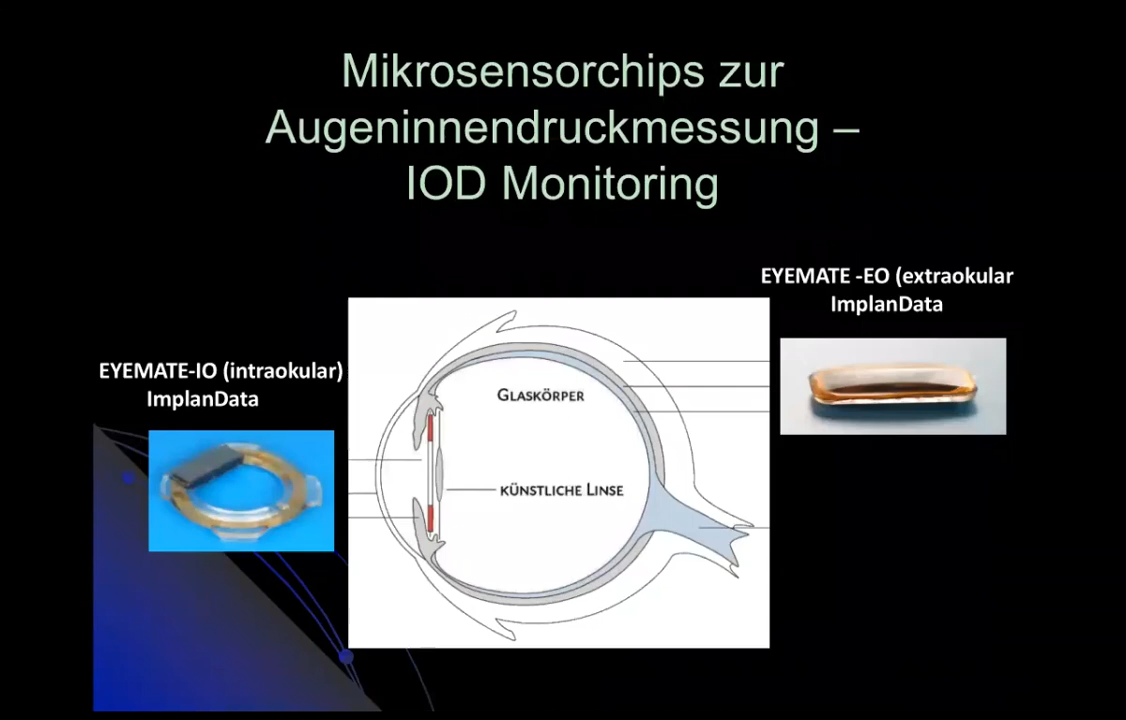 Mikrosensorchips zur
Augeninnendruckmessung –
IOD Monitoring
EYEMATE -EO (extraokular
ImplanData
EYEMATE-IO (intraokular)
ImplanData
GLASKÖRPER
KÜNSTLICHE LINSE